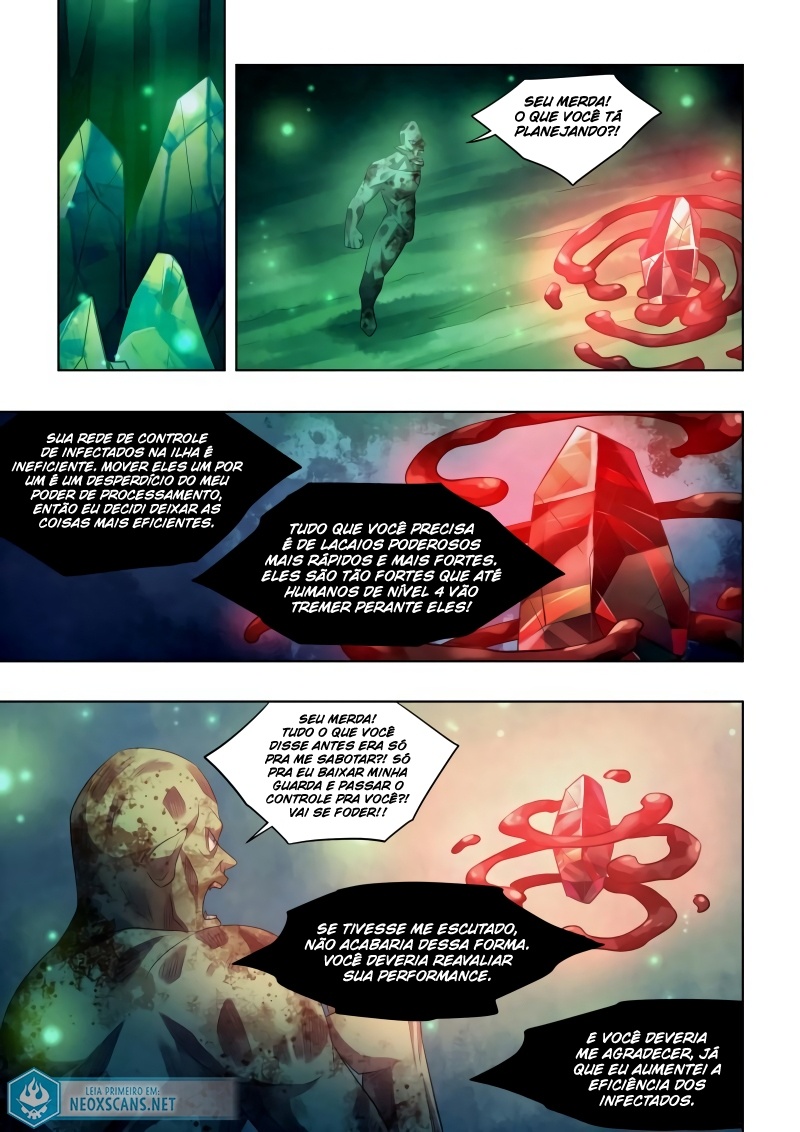 SEU MERDA!
O QUE VOCÊ TÁ
PLANEJANDO?!
SUA REDE DE CONTROLE
DE INFECTADOS NA ILHA É
INEFICIENTE. MOVER ELES UM POR
UM É UM DESPERDÍCIO DO MEU
PODER DE PROCESSAMENTO,
ENTÃO EU DECIDI DEIXAR AS
COISAS MAIS EFICIENTES.
TUDO QUE VOCÊ PRECISA
É DE LACAIOS PODEROSOS
MAIS RÁPIDOS E MAIS FORTES.
ELES SÃO TÃO FORTES QUE ATÉ
HUMANOS DE NÍVEL 4 VÃO
TREMER PERANTE ELES!
SEU MERDA!
TUDO O QUE VOCÊ
DISSE ANTES ERA SÓ
PRA ME SABOTAR?! SÓ
PRA EU BAIXAR MINHA
GUARDA E PASSAR O
CONTROLE PRA VOCÊ?!
VAI SE FODER!!
SE TIVESSE ME ESCUTADO,
NÃO ACABARIA DESSA FORMA.
VOCÊ DEVERIA REAVALIAR
SUA PERFORMANCE.
E VOCÊ DEVERIA
ME AGRADECER, JÁ
QUE EU AUMENTEI A
EFICIÊNCIA DOS
INFECTADOS.
LEIA PRIMEIRO EM:
NEOXSCANS.NET